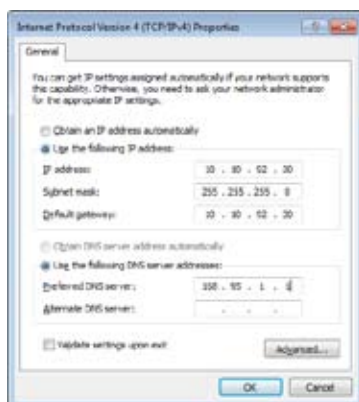 Internet Protocol Version 4 (TCP/IPv4) Properties
General
You can get IP settings assigned automatically if your network supports
this capability. Otherwise, you need to ask your network administrator
for the appropriate IP settings.
Obtain an IP address automatically
Use the following IP address:
IP address:
Subnet mask: 255 . 255 . 255 . 0
Default gateway:
Obtain DNS server address automatically
Use the following DNS server addresses:
Preferred DNS server:
Alternate DNS server: . . .
Validate settings upon exit
Advanced...
OK Cancel